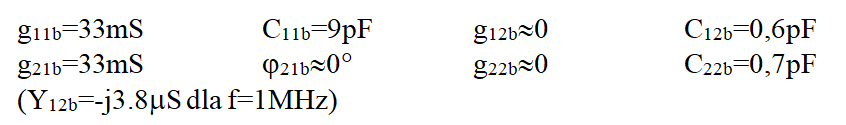 g11b=33mS C11b=9pF g12b≈0 C12b=0,6pF
g21b=33mS φ21b≈0° g22b≈0 C22b=0,7pF
(Y12b=-j3.8μS dla f=1MHz)